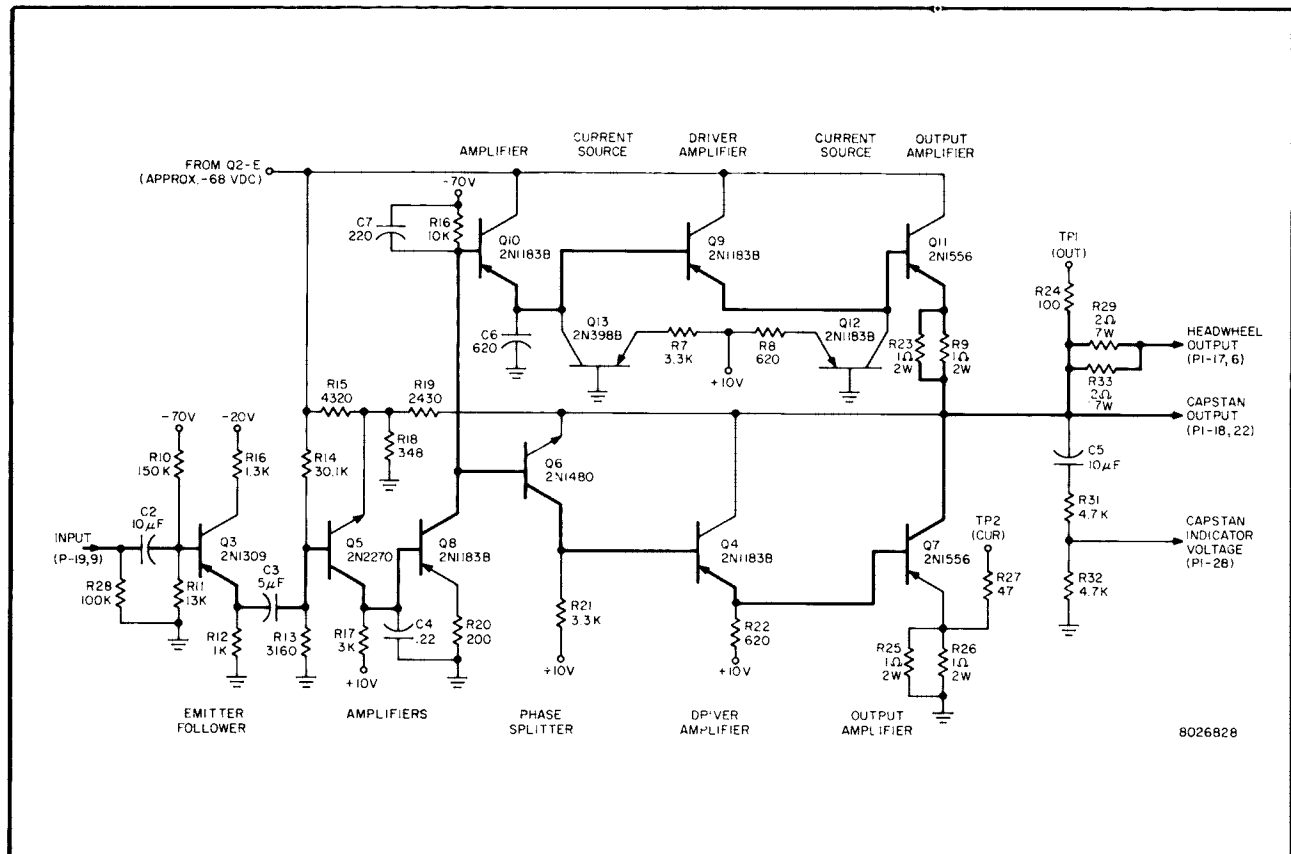 AMPLIFIER
CURRENT
SOURCE
DRIVER
AMPLIFIER
CURRENT
SOURCE
OUTPUT
AMPLIFIER
FROM Q2-E
(APPROX.-68 VDC)
-70V
C7
220
R16
10K
Q10
2N1183B
Q9
2N1183B
Q11
2N1556
TP1
(OUT)
R24
100
R29
2Ω
7W
HEADWHEEL
OUTPUT
(P1-17, 6)
C6
620
Q13
2N398B
R7
3.3K
R8
620
+10V
Q12
2N1183B
R23
1Ω
2W
R9
1Ω
2W
R33
2Ω
7W
R15
4320
R19
2430
CAPSTAN
OUTPUT
(P1-18, 22)
-70V
-20V
R10
150K
R16
1.3K
R14
30.1K
R18
348
Q6
2N1480
C5
10µF
R31
4.7K
INPUT
(P-19,9)
C2
10µF
Q3
2N1309
Q5
2N2270
Q8
2N1183B
Q4
2N1183B
Q7
2N1556
TP2
(CUR)
CAPSTAN
INDICATOR
VOLTAGE
(P1-28)
R28
100K
R11
13K
C3
5µF
R27
47
R32
4.7K
R12
1K
R13
3160
R17
3K
C4
.22
R20
200
R21
3.3K
R22
620
R25
1Ω
2W
R26
1Ω
2W
+10V
+10V
+10V
EMITTER
FOLLOWER
AMPLIFIERS
PHASE
SPLITTER
DRIVER
AMPLIFIER
OUTPUT
AMPLIFIER
8026828